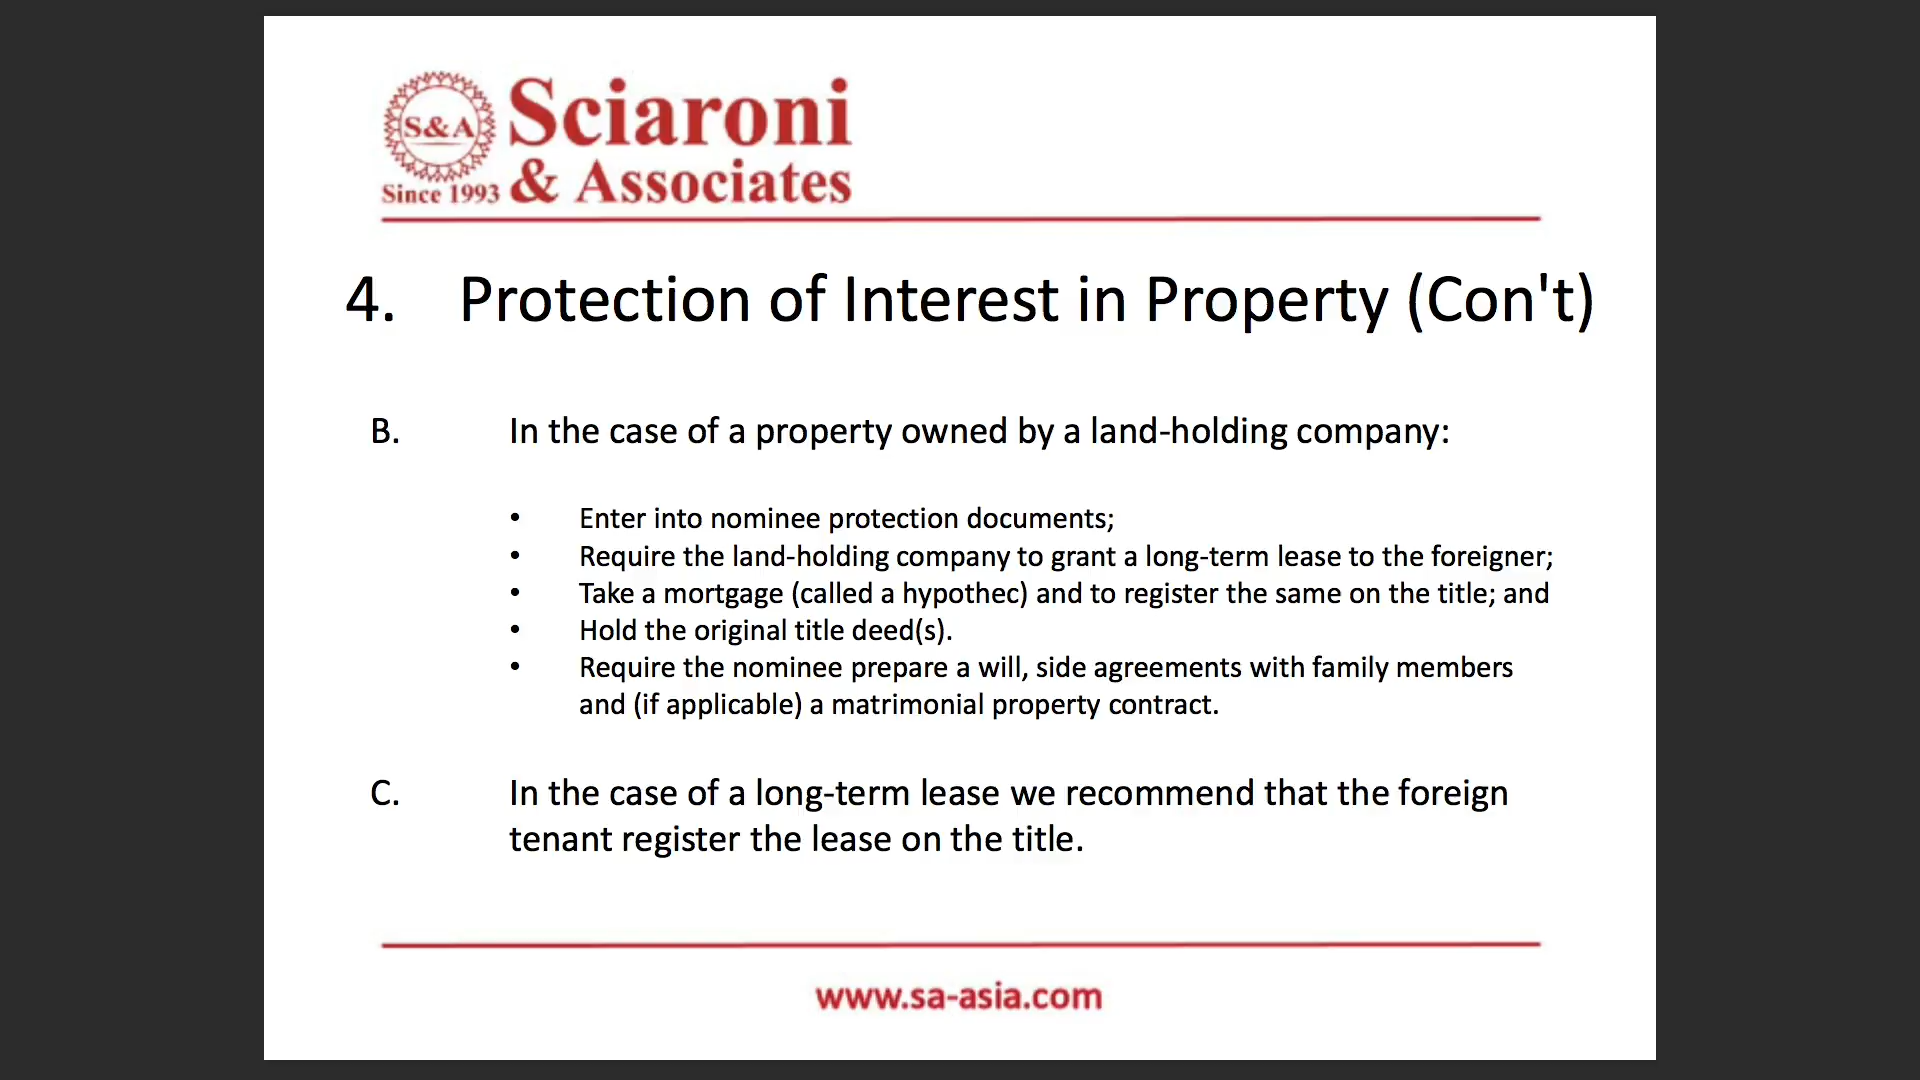 S&A
Sciaroni
& Associates
Since 1993
4. Protection of Interest in Property (Con't)
B. In the case of a property owned by a land-holding company:
• Enter into nominee protection documents;
• Require the land-holding company to grant a long-term lease to the foreigner;
• Take a mortgage (called a hypothec) and to register the same on the title; and
• Hold the original title deed(s).
• Require the nominee prepare a will, side agreements with family members
and (if applicable) a matrimonial property contract.
C. In the case of a long-term lease we recommend that the foreign
tenant register the lease on the title.
www.sa-asia.com